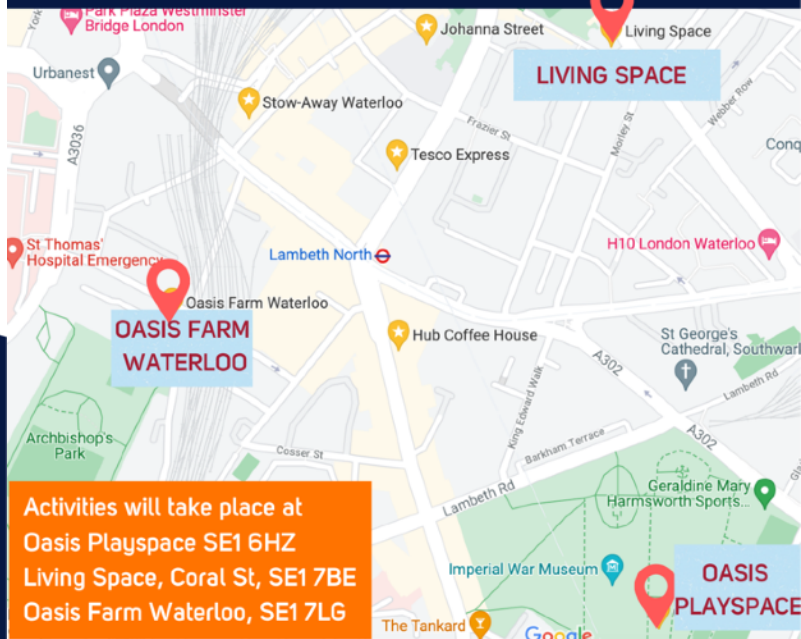 Park Plaza Westminster
Bridge London
York
Johanna Street
Living Space
LIVING SPACE
Urbanest
Stow-Away Waterloo
Webber Row
Frazier St
Morley St
A3036
Tesco Express
Conq
St Thomas'
Hospital Emergency
Lambeth North
H10 London Waterloo
Oasis Farm Waterloo
OASIS FARM
WATERLOO
Hub Coffee House
St George's
Cathedral, Southwark
A302
King Edward Walk
Lambeth Rd
Archbishop's
Park
Cosser St
Barkham Terrace
A302
Lambeth Rd
Geraldine Mary
Harmsworth Sports...
Activities will take place at
Oasis Playspace SE1 6HZ
Living Space, Coral St, SE1 7BE
Oasis Farm Waterloo, SE1 7LG
Imperial War Museum
OASIS
PLAYSPACE
The Tankard
Google